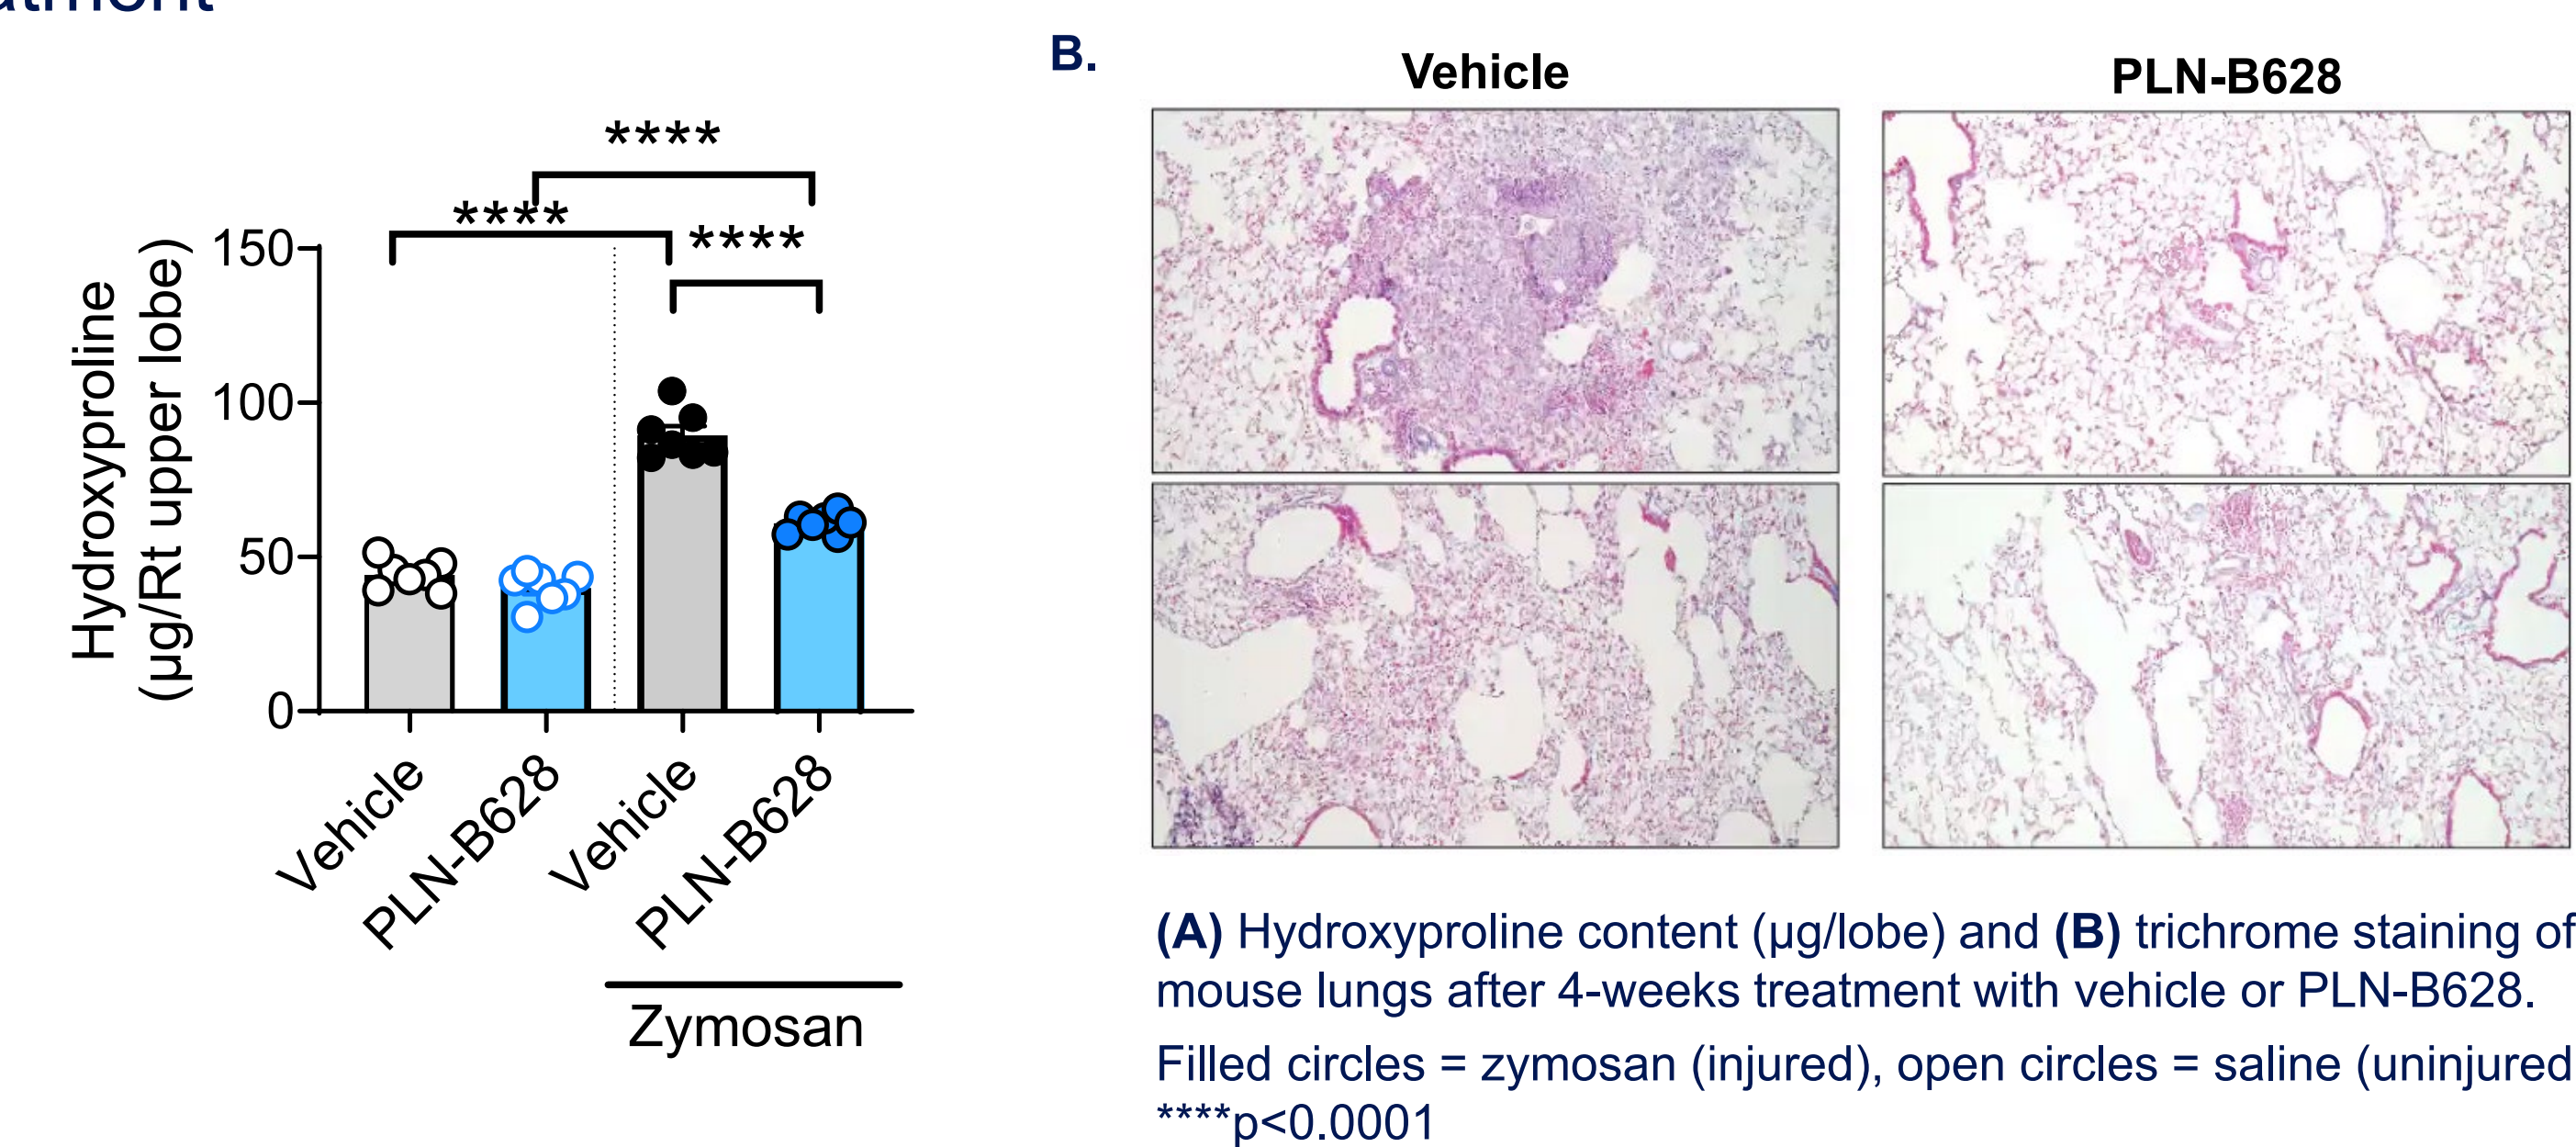 B.
Vehicle
PLN-B628
****
****
****
Hydroxyproline
(μg/Rt upper lobe)
150
100
50
0
Vehicle
PLN-B628
Vehicle
PLN-B628
Zymosan
(A) Hydroxyproline content (μg/lobe) and (B) trichrome staining of
mouse lungs after 4-weeks treatment with vehicle or PLN-B628.
Filled circles = zymosan (injured), open circles = saline (uninjured
****p<0.0001